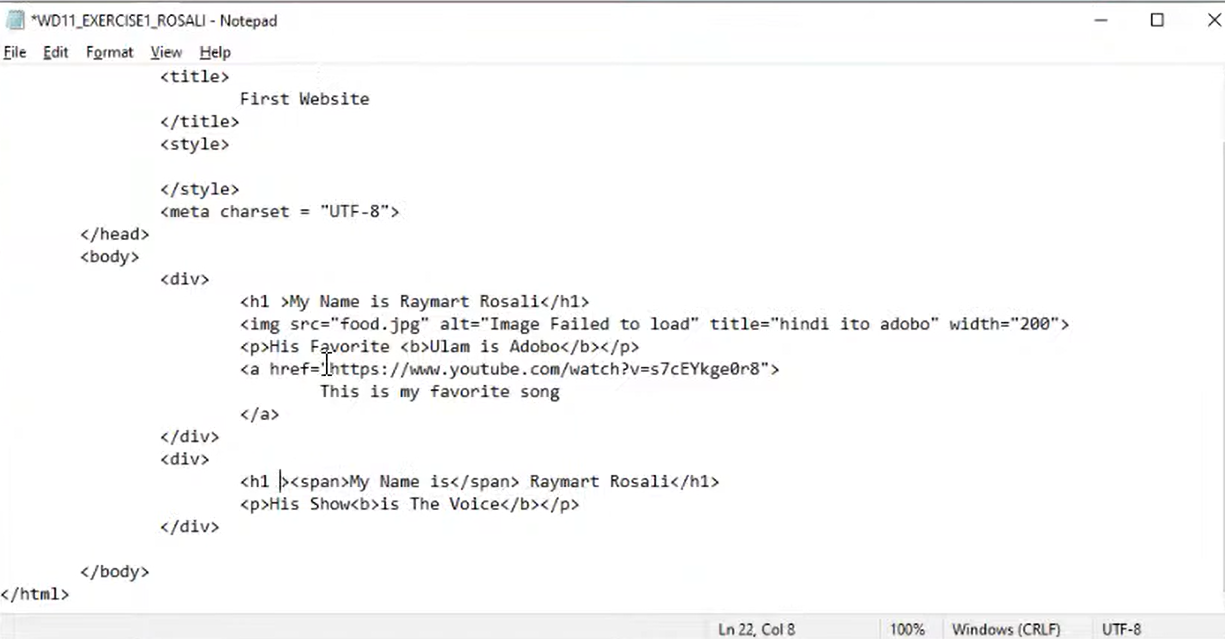 *WD11_EXERCISE1_ROSALI - Notepad
File Edit Format View Help
<title>
First Website
</title>
<style>
</style>
<meta charset = "UTF-8">
</head>
<body>
<div>
<h1 >My Name is Raymart Rosali</h1>
<img src="food.jpg" alt="Image Failed to load" title="hindi ito adobo" width="200">
<p>His Favorite <b>Ulam is Adobo</b></p>
<a href="https://www.youtube.com/watch?v=s7cEYkge0r8">
This is my favorite song
</a>
</div>
<div>
<h1 ><span>My Name is</span> Raymart Rosali</h1>
<p>His Show<b>is The Voice</b></p>
</div>
</body>
</html>
Ln 22, Col 8 100% Windows (CRLF) UTF-8